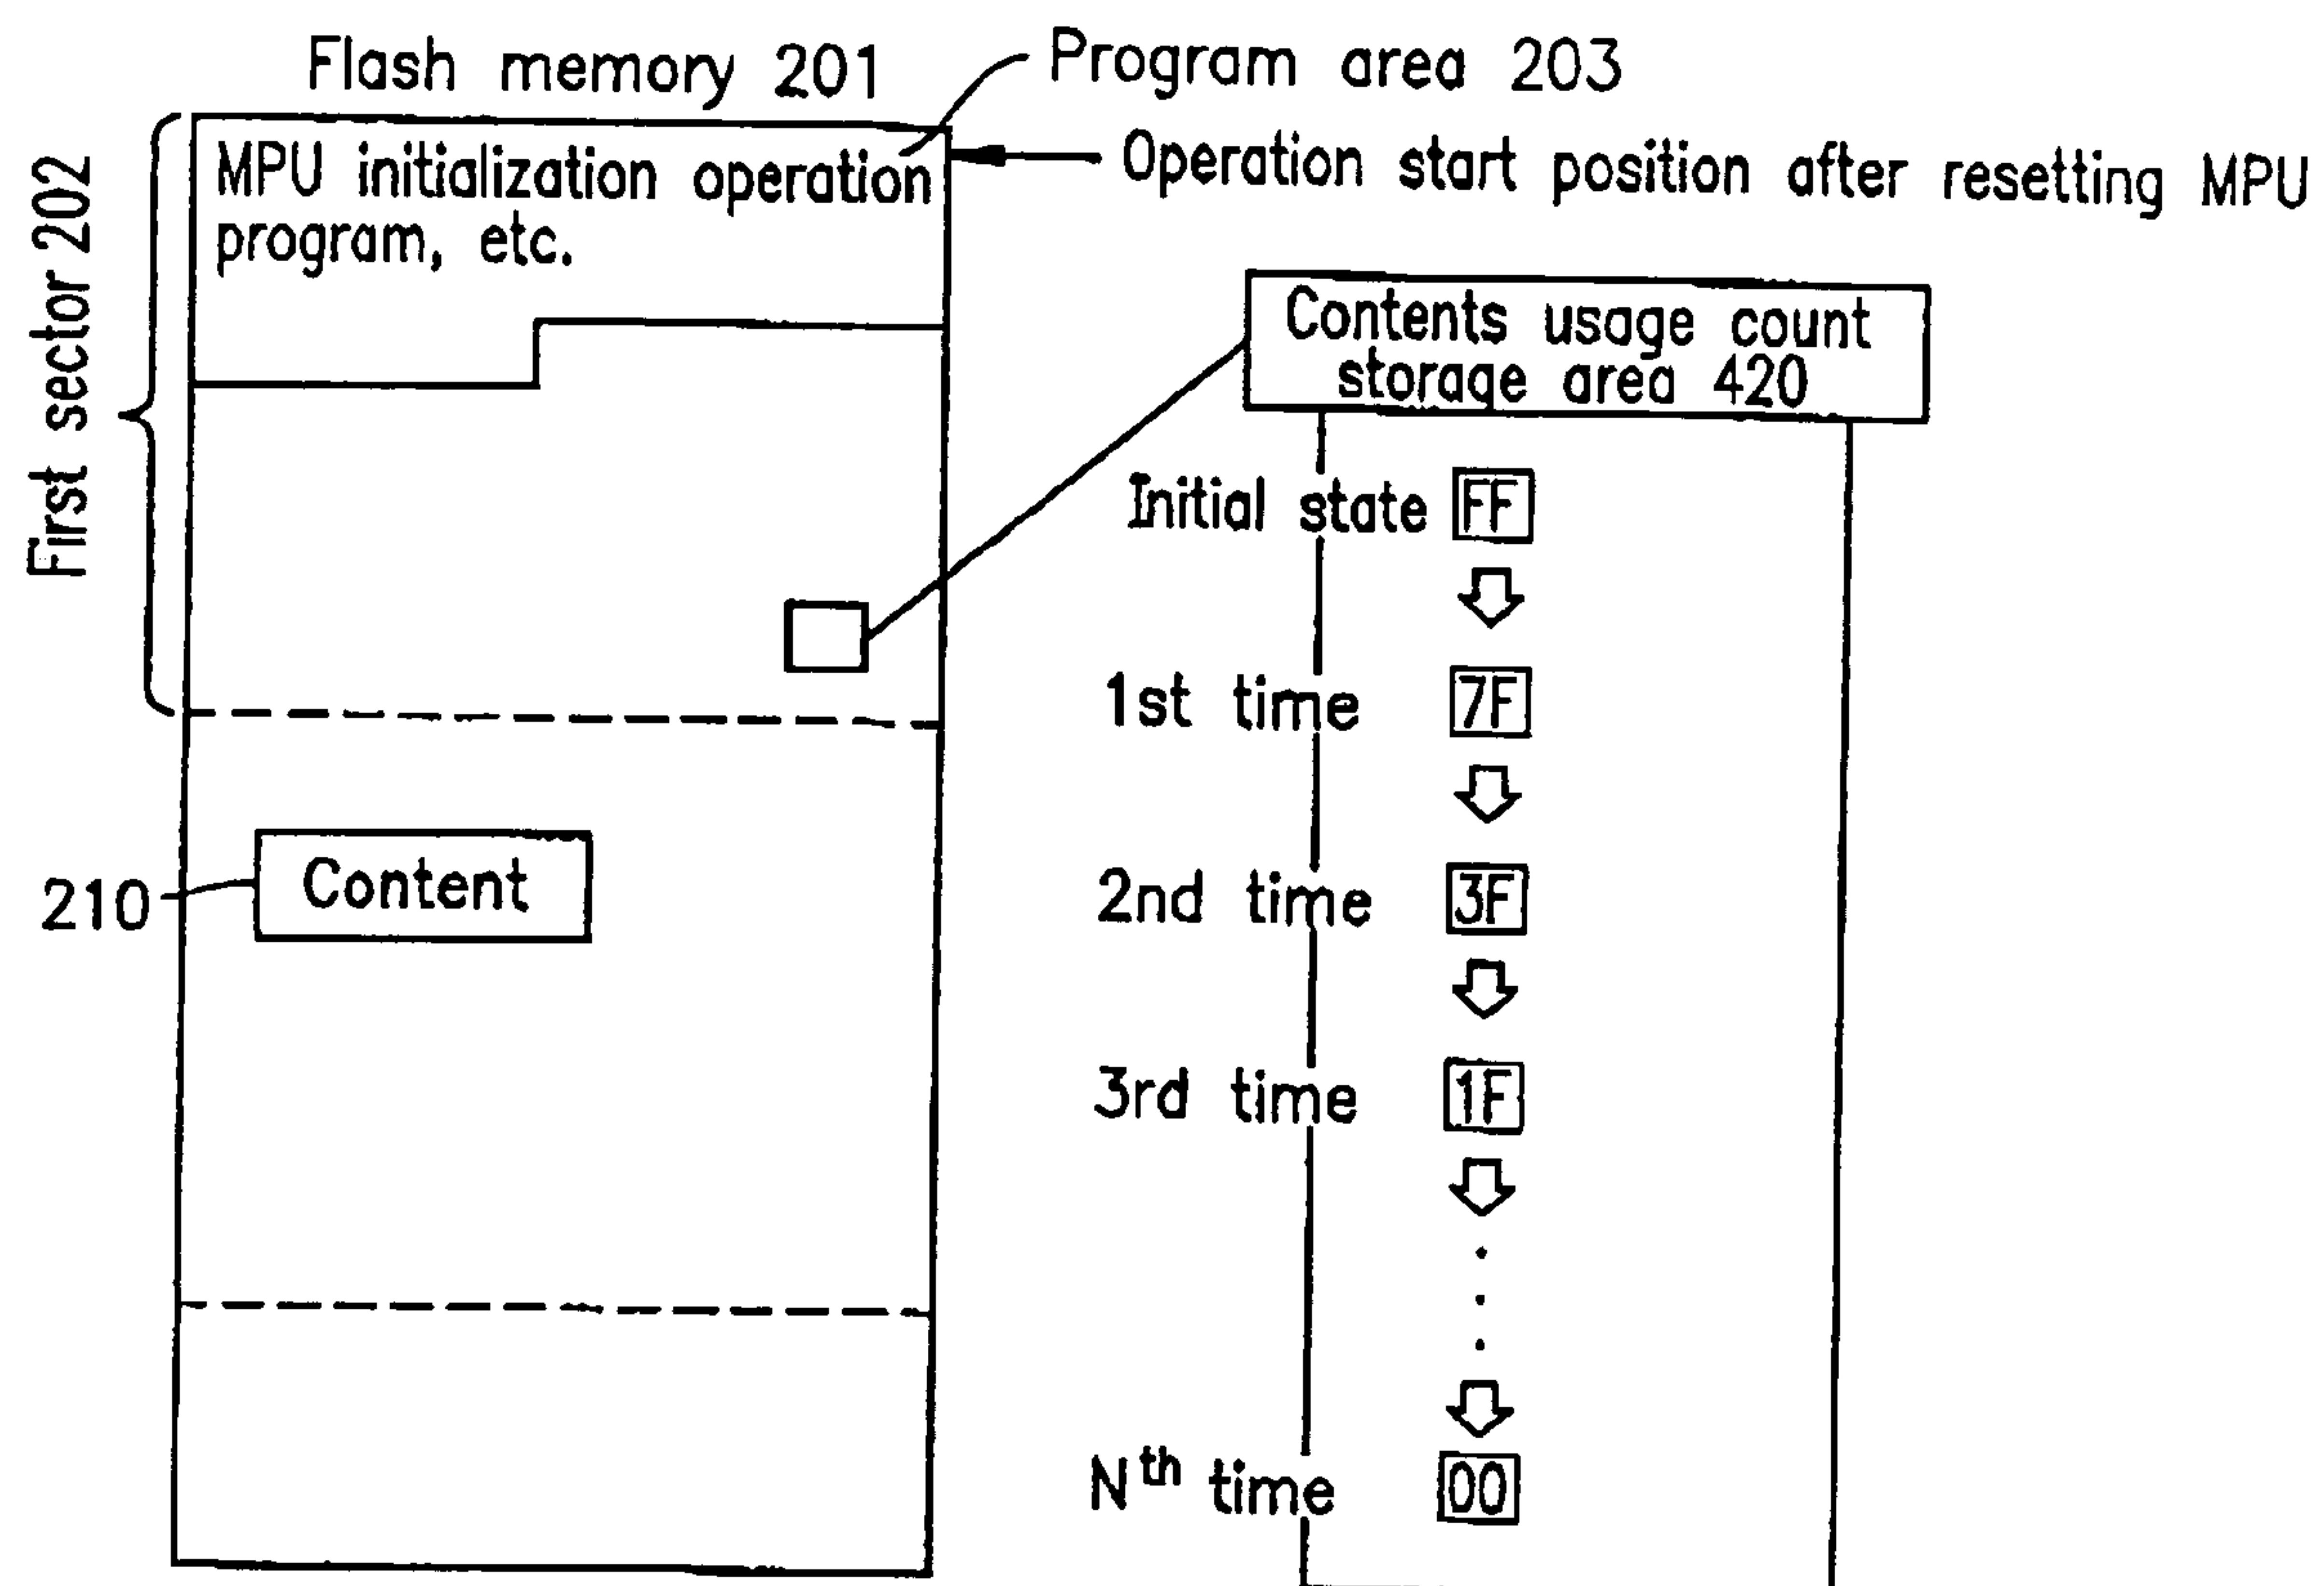 Flash memory 201
Program area 203
First sector 202
MPU initialization operation
program, etc.
Operation start position after resetting MPU
Contents usage count
storage area 420
Initial state FF
1st time 7F
2nd time 3F
3rd time 1F
Nth time 00
210
Content